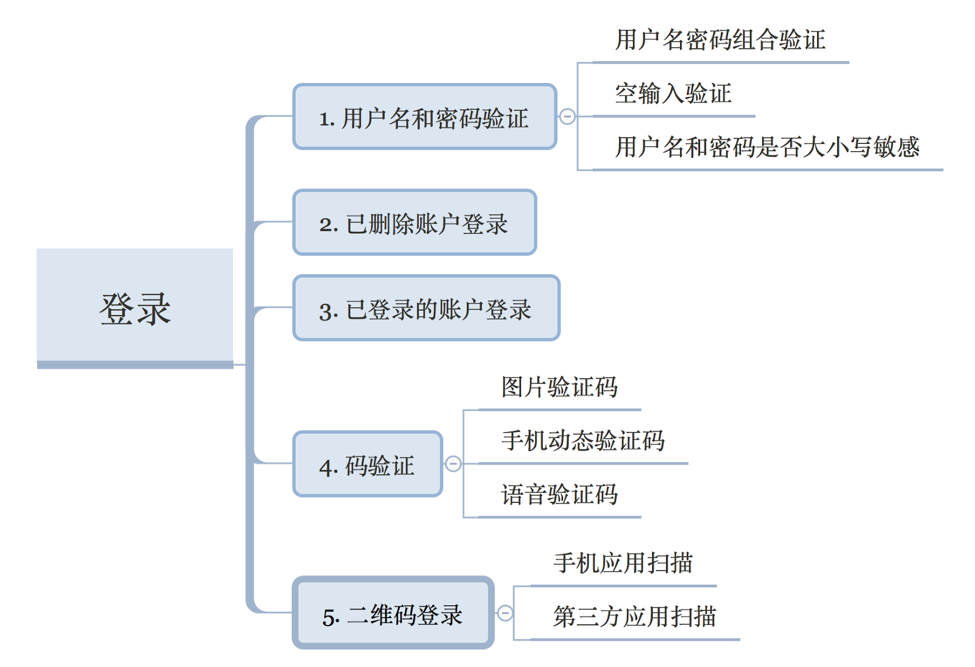 登录
1. 用户名和密码验证
用户名密码组合验证
空输入验证
用户名和密码是否大小写敏感
2. 已删除账户登录
3. 已登录的账户登录
4. 码验证
图片验证码
手机动态验证码
语音验证码
5. 二维码登录
手机应用扫描
第三方应用扫描